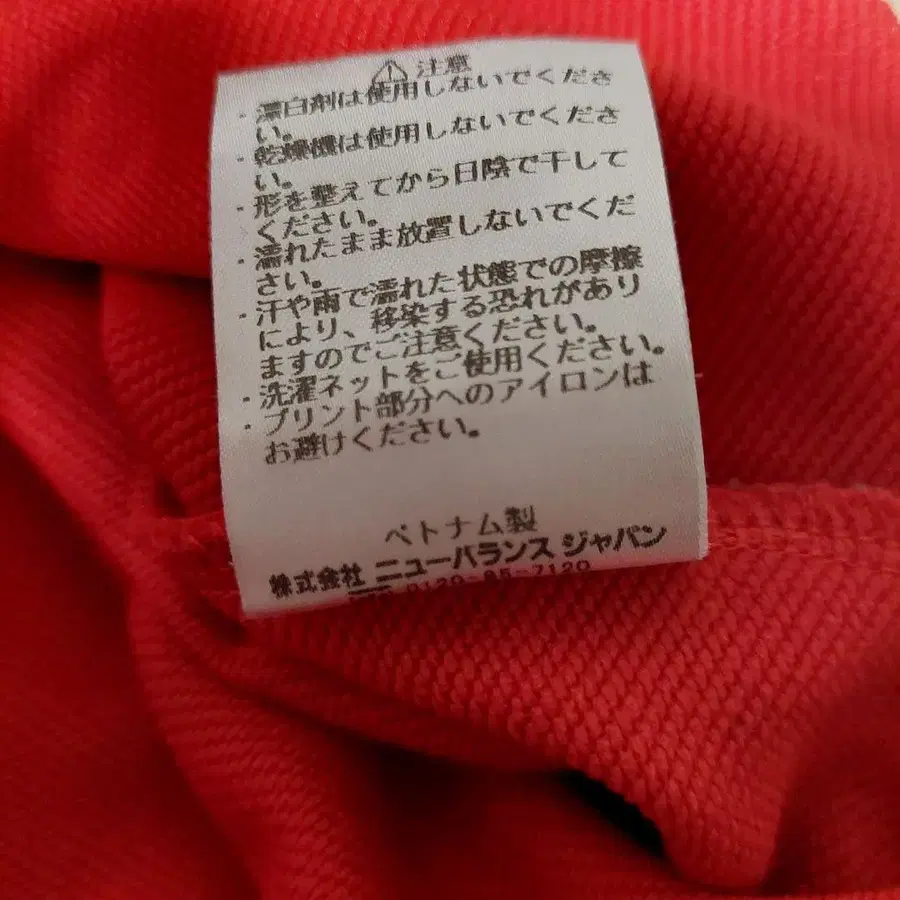 ⚠ 注意
・漂白剤は使用しないでくださ
い。
・乾燥機は使用しないでくださ
い。
・形を整えてから日陰で干して
ください。
・濡れたまま放置しないでくだ
さい。
・汗や雨で濡れた状態での摩擦
により、移染する恐れがあり
ますのでご注意ください。
・洗濯ネットをご使用ください。
・プリント部分へのアイロンは
お避けください。
ベトナム製
株式会社 ニューバランス ジャパン
0120-85-7120